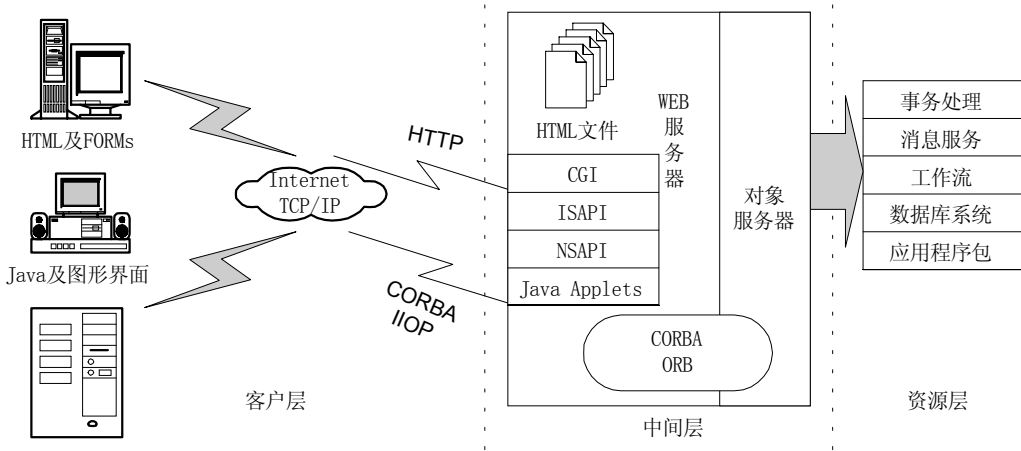 HTML及FORMs
Java及图形界面
Internet
TCP/IP
HTTP
CORBA
IIOP
客户层
HTML文件
WEB
服
务
器
CGI
ISAPI
NSAPI
Java Applets
对象
服务器
CORBA
ORB
中间层
事务处理
消息服务
工作流
数据库系统
应用程序包
资源层